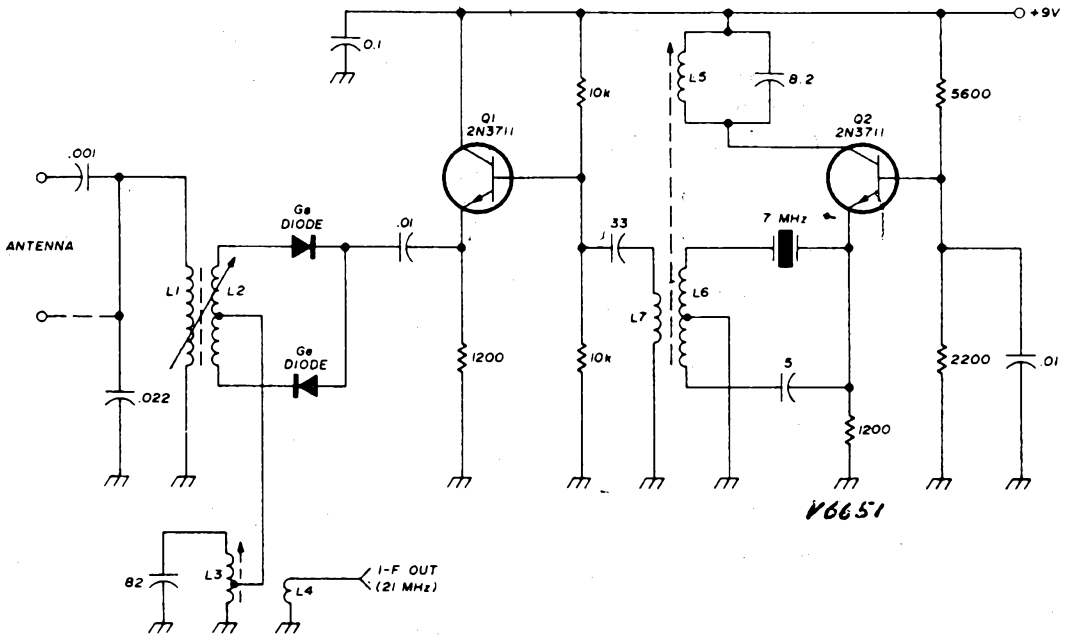 +9V
0.1
10k
L5
8.2
5600
Q1
2N3711
Q2
2N3711
.001
Ge
DIODE
.01
33
7 MHz
ANTENNA
L1
L2
L7
L6
Ge
DIODE
1200
10k
5
2200
.01
.022
1200
V6651
82
L3
L4
I-F OUT
(21 MHz)